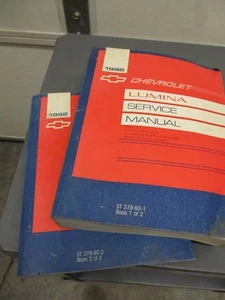 1992
CHEVROLET
LUMINA
SERVICE
MANUAL
ST 379-92-1
Book 1 of 2
1992
ST 379-92-2
Book 2 of 2